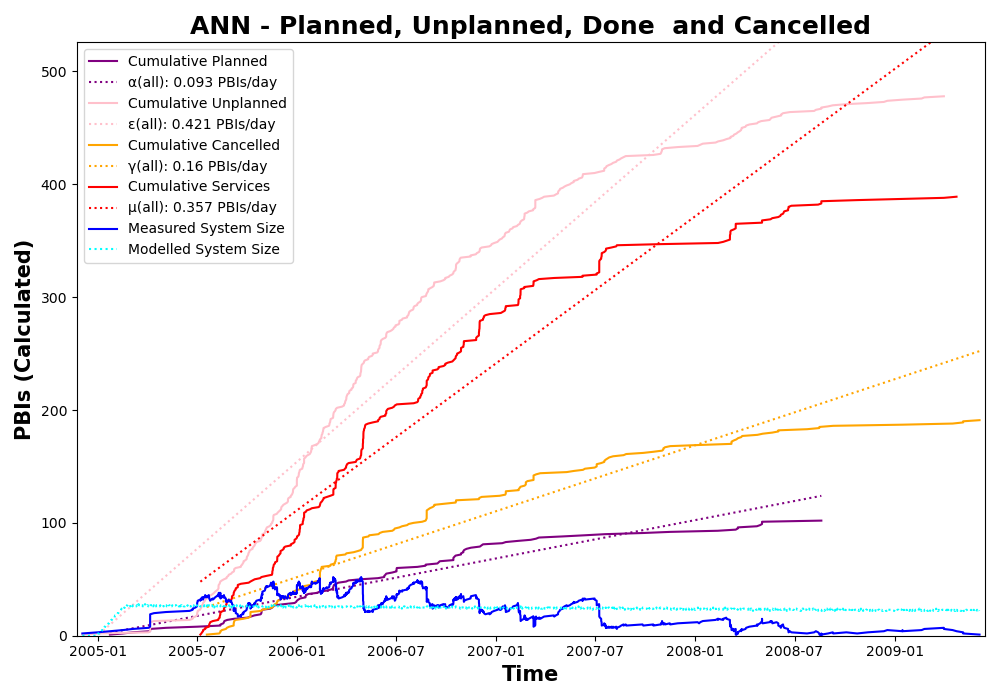 ANN - Planned, Unplanned, Done  and Cancelled
Cumulative Planned
α(all): 0.093 PBIs/day
Cumulative Unplanned
ε(all): 0.421 PBIs/day
Cumulative Cancelled
γ(all): 0.16 PBIs/day
Cumulative Services
μ(all): 0.357 PBIs/day
Measured System Size
Modelled System Size
PBIs (Calculated)
500
400
300
200
100
0
2005-01 2005-07 2006-01 2006-07 2007-01 2007-07 2008-01 2008-07 2009-01
Time